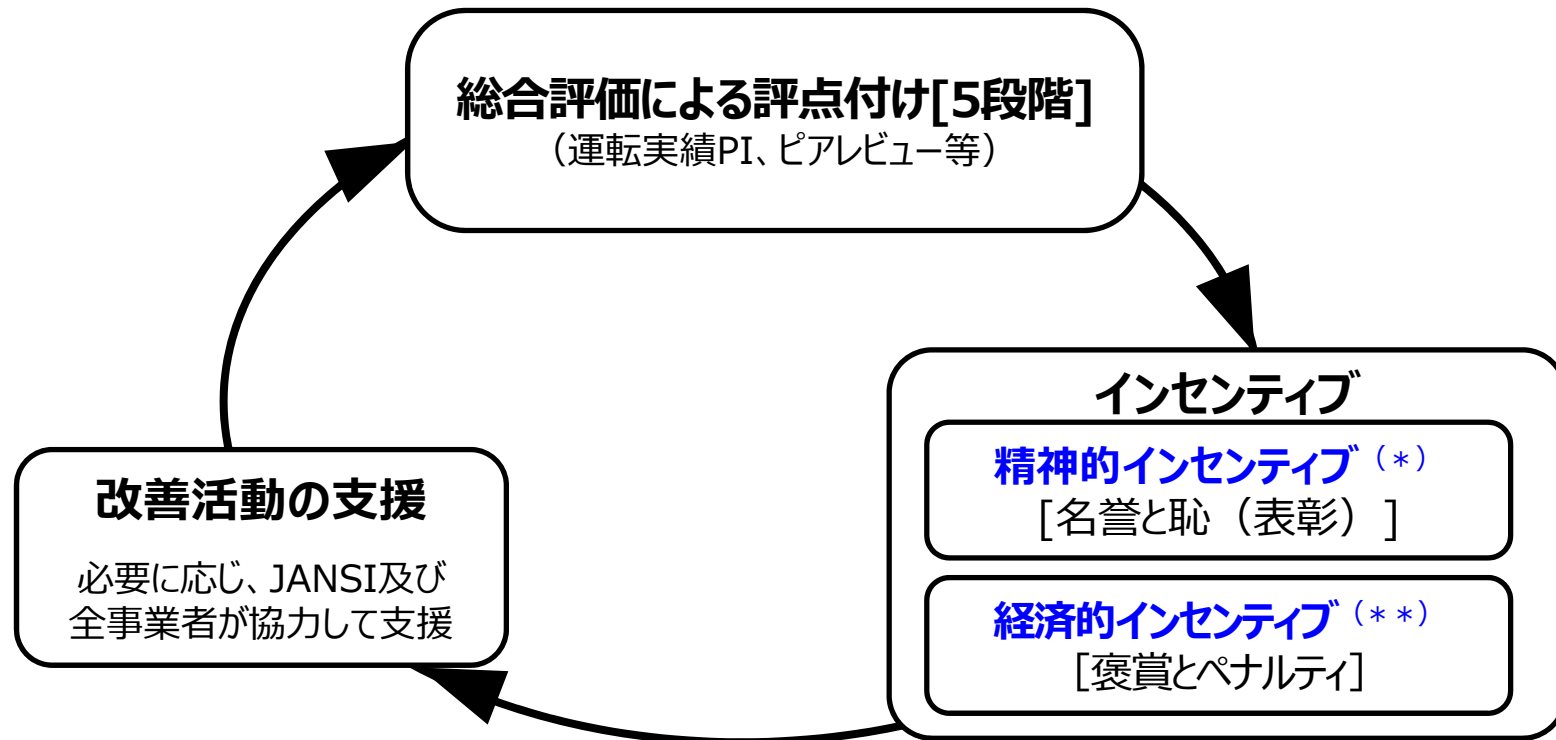 総合評価による評点付け[5段階]
（運転実績PI、ピアレビュー等）
インセンティブ
精神的インセンティブ（*）
[名誉と恥（表彰）]
経済的インセンティブ（**）
[褒賞とペナルティ]
改善活動の支援
必要に応じ、JANSI及び
全事業者が協力して支援